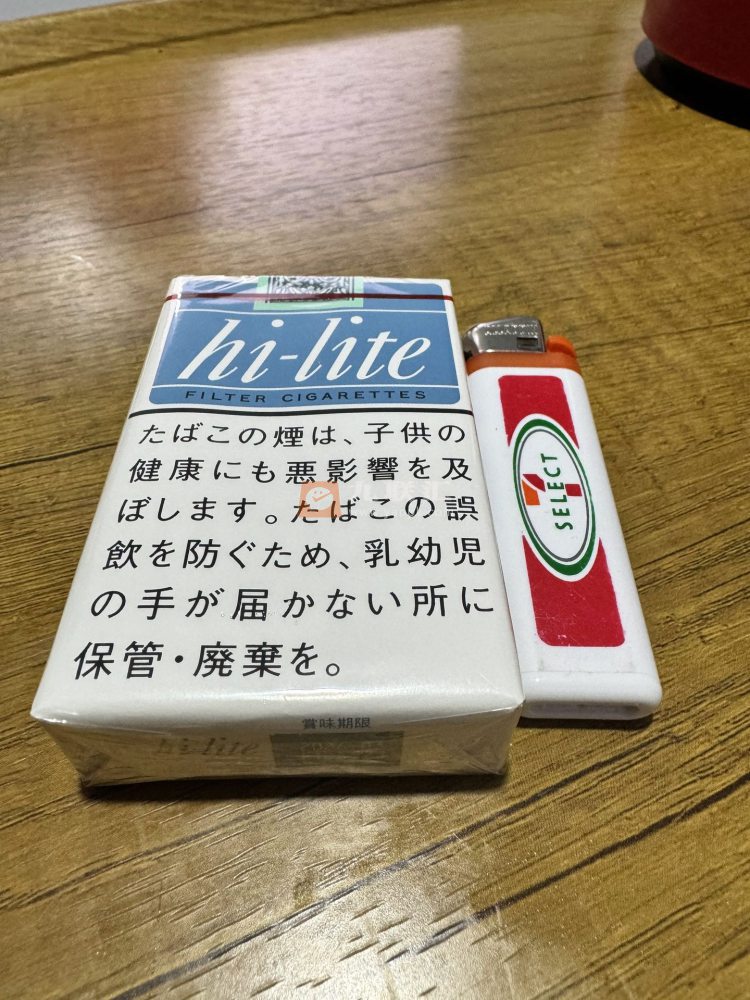 hi-lite
FILTER CIGARETTES
たばこの煙は、子供の
健康にも悪影響を及
ぼします。たばこの誤
飲を防ぐため、乳幼児
の手が届かない所に
保管・廃棄を。
賞味期限
hi-lite
7
SELECT